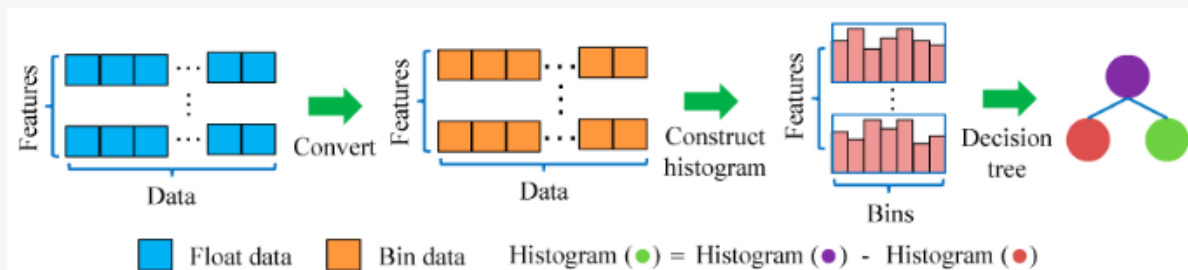 Features
Data
Convert
Features
Data
Construct
histogram
Features
Bins
Decision
tree
Float data
Bin data
Histogram (●) = Histogram (●) - Histogram (●)